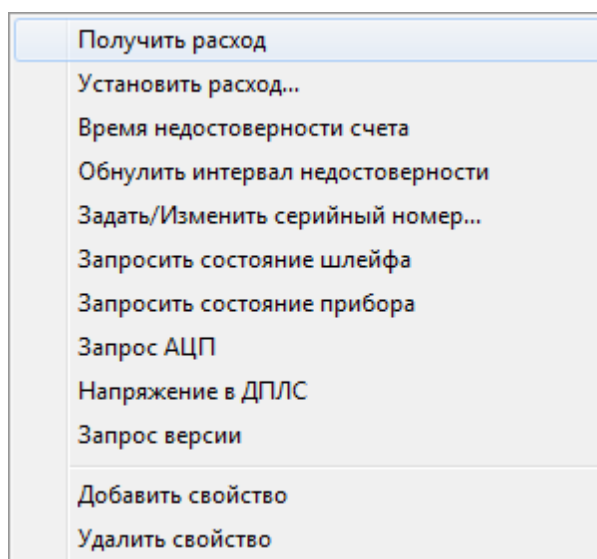 Получить расход
Установить расход...
Время недостоверности счета
Обнулить интервал недостоверности
Задать/Изменить серийный номер...
Запросить состояние шлейфа
Запросить состояние прибора
Запрос АЦП
Напряжение в ДПЛС
Запрос версии
Добавить свойство
Удалить свойство